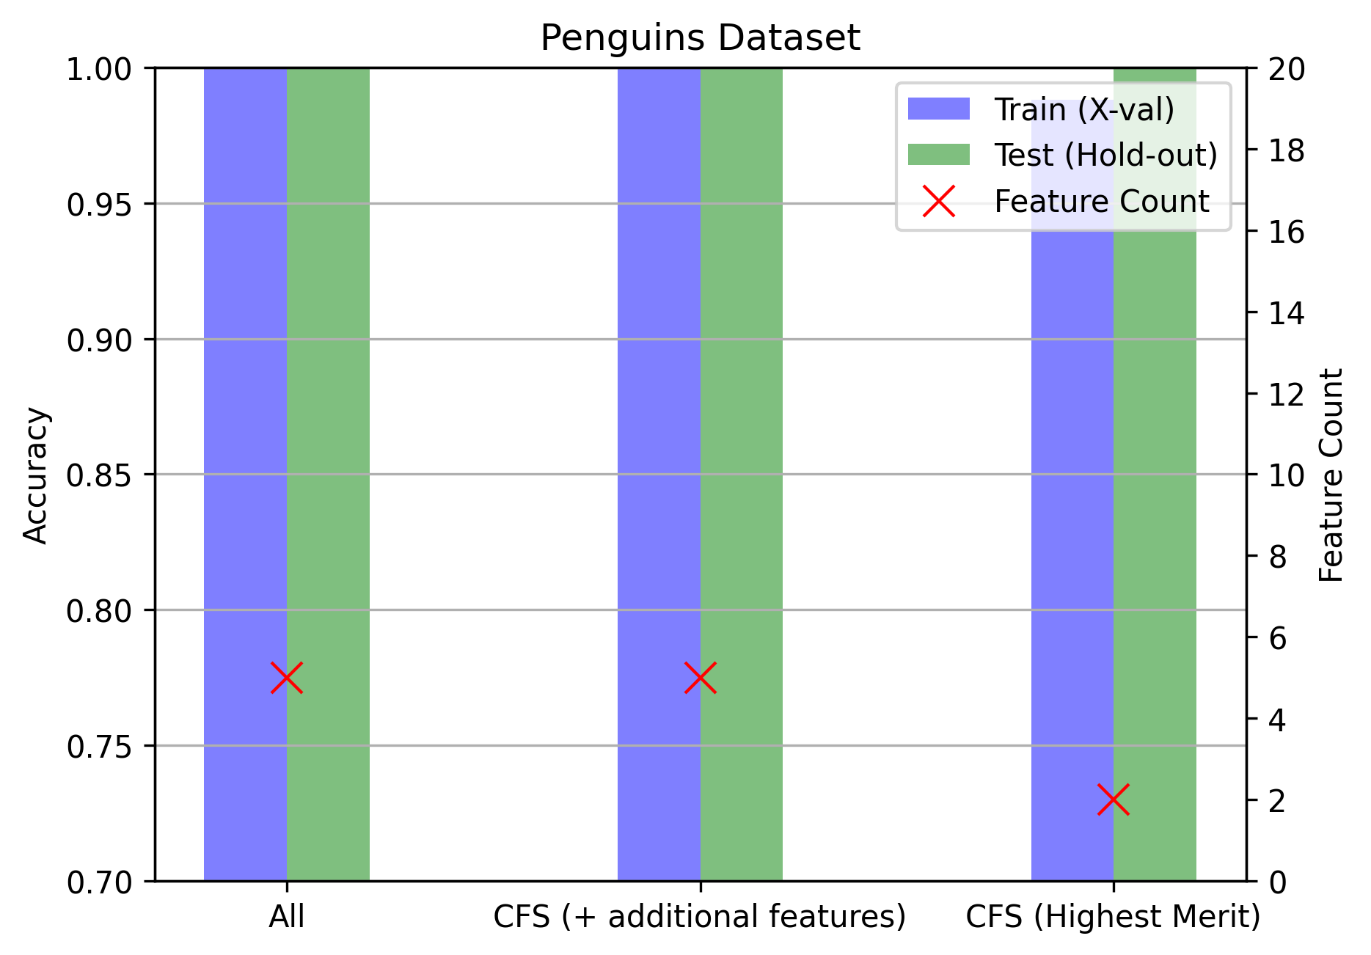 Penguins Dataset
1.00
0.95
0.90
0.85
0.80
0.75
0.70
Accuracy
Train (X-val)
Test (Hold-out)
Feature Count
20
18
16
14
12
10
8
6
4
2
0
Feature Count
All
CFS (+ additional features)
CFS (Highest Merit)